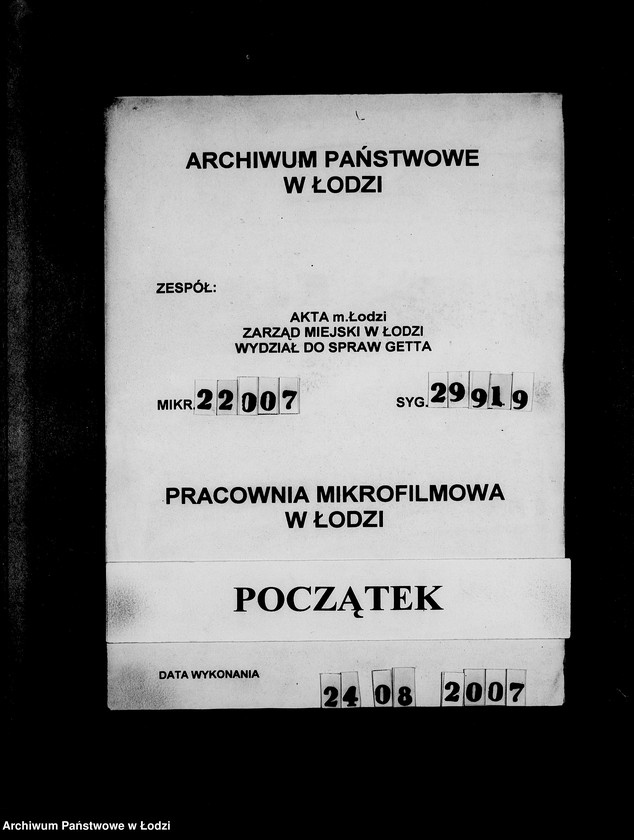 ARCHIWUM PAŃSTWOWE
W ŁODZI
ZESPÓŁ:
AKTA m.Łodzi
ZARZĄD MIEJSKI W ŁODZI
WYDZIAŁ DO SPRAW GETTA
MIKR. 22007 SYG. 29919
PRACOWNIA MIKROFILMOWA
W ŁODZI
POCZĄTEK
DATA WYKONANIA 24 08 2007
Archiwum Państwowe w Łodzi